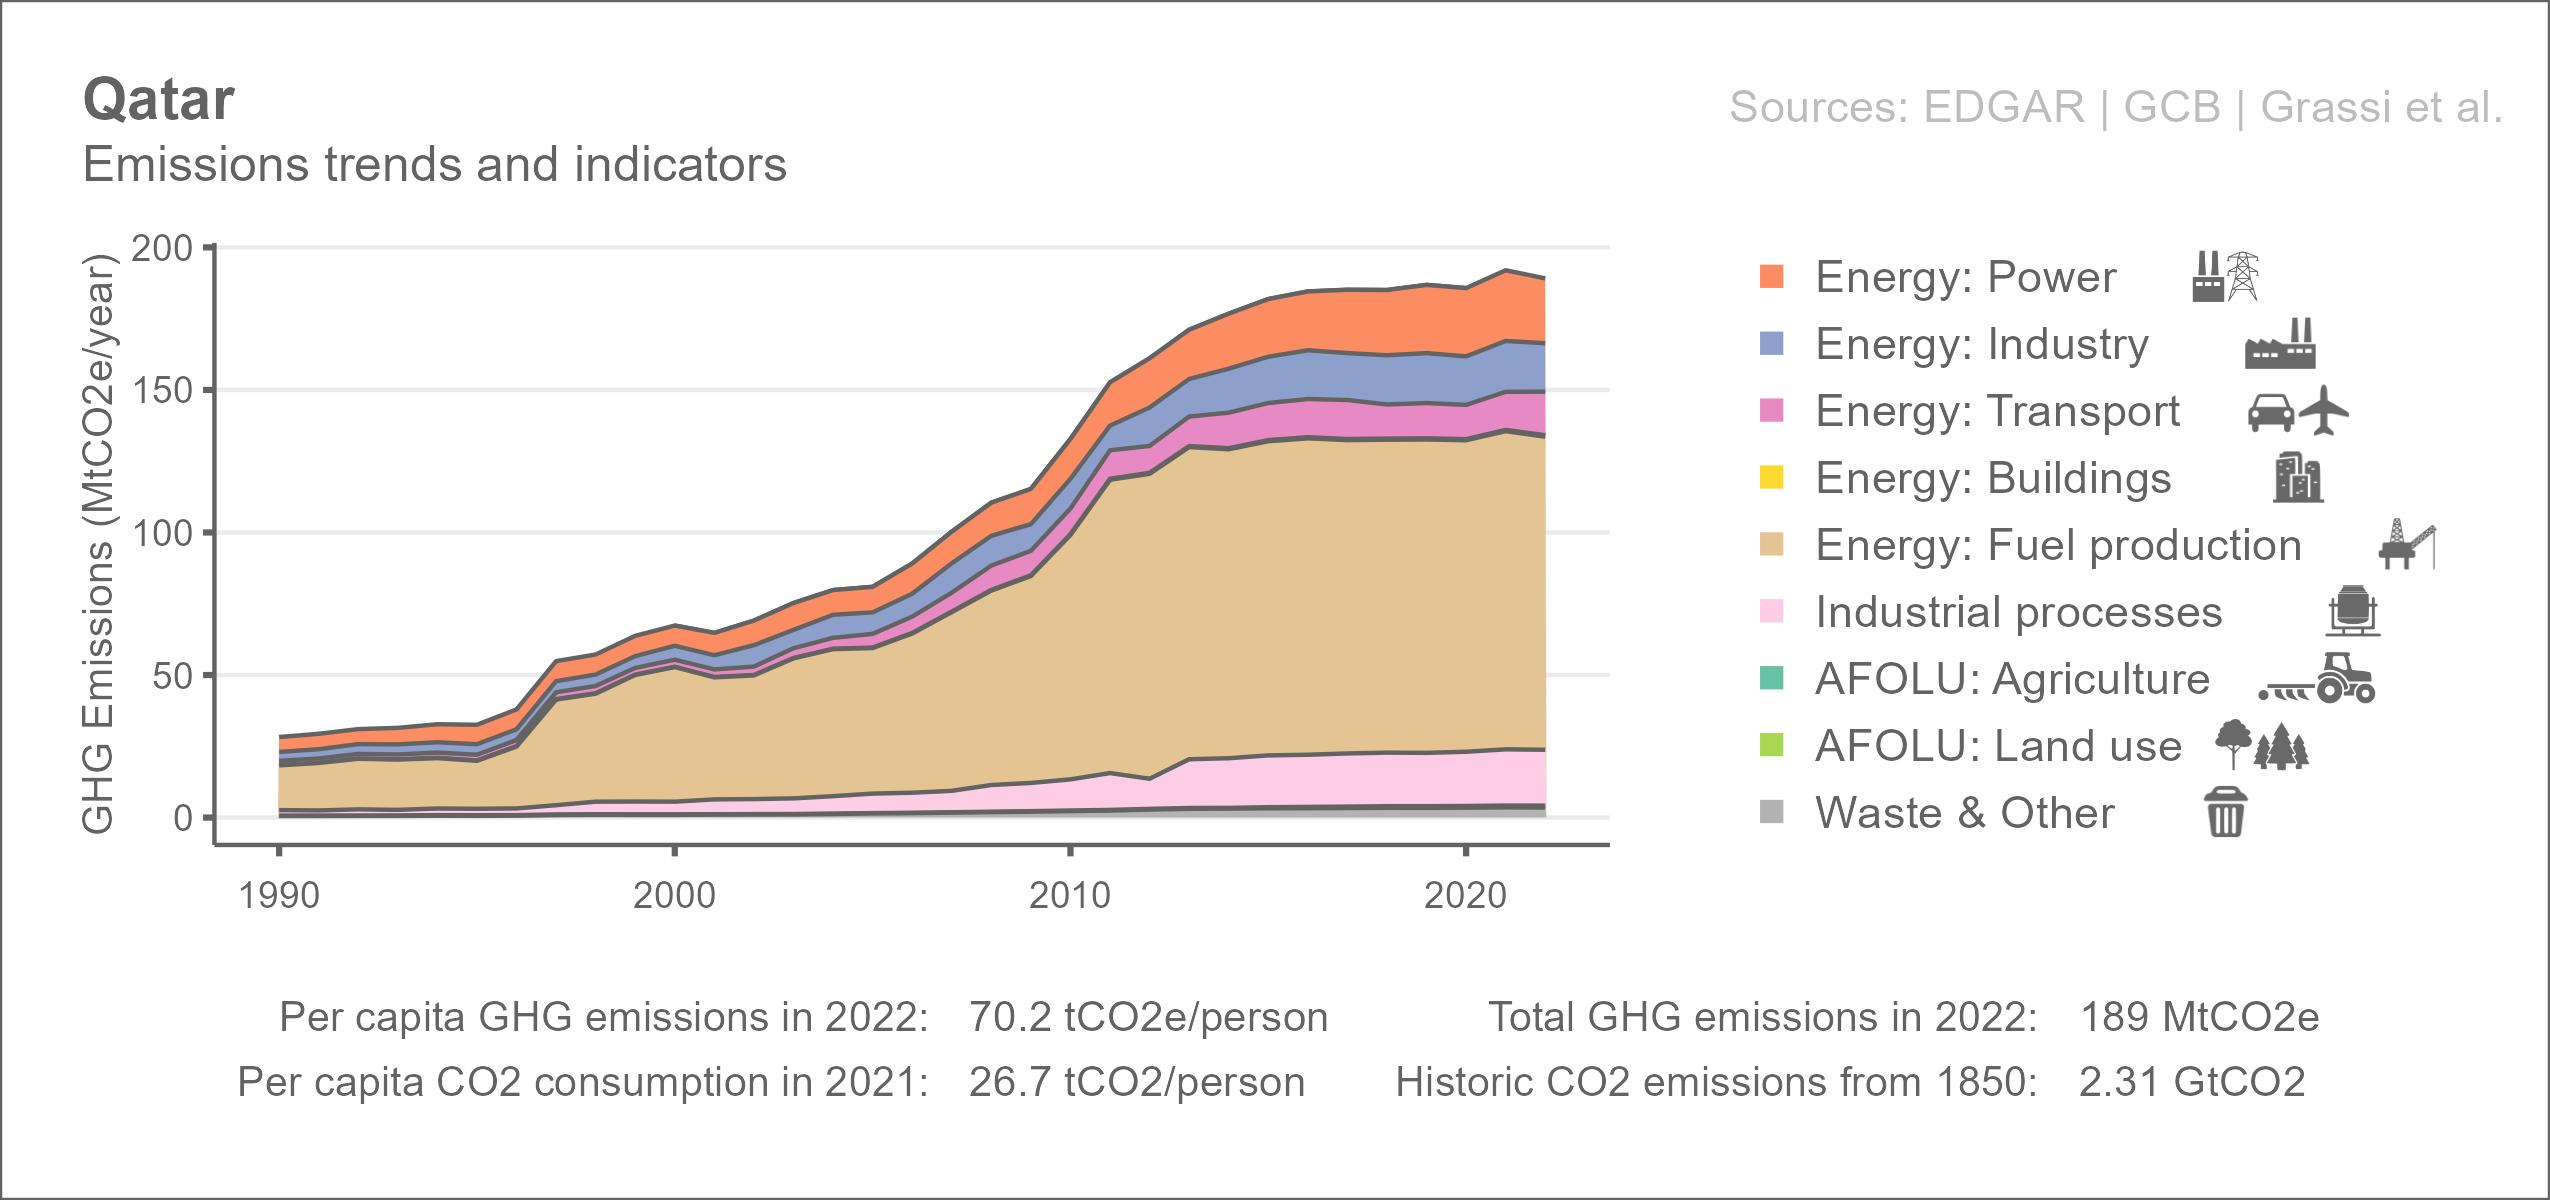 Qatar
Sources: EDGAR | GCB | Grassi et al.
Emissions trends and indicators
GHG Emissions (MtCO2e/year)
200
150
100
50
0
1990
2000
2010
2020
Energy: Power
Energy: Industry
Energy: Transport
Energy: Buildings
Energy: Fuel production
Industrial processes
AFOLU: Agriculture
AFOLU: Land use
Waste & Other
Per capita GHG emissions in 2022: 70.2 tCO2e/person
Total GHG emissions in 2022: 189 MtCO2e
Per capita CO2 consumption in 2021: 26.7 tCO2/person
Historic CO2 emissions from 1850: 2.31 GtCO2